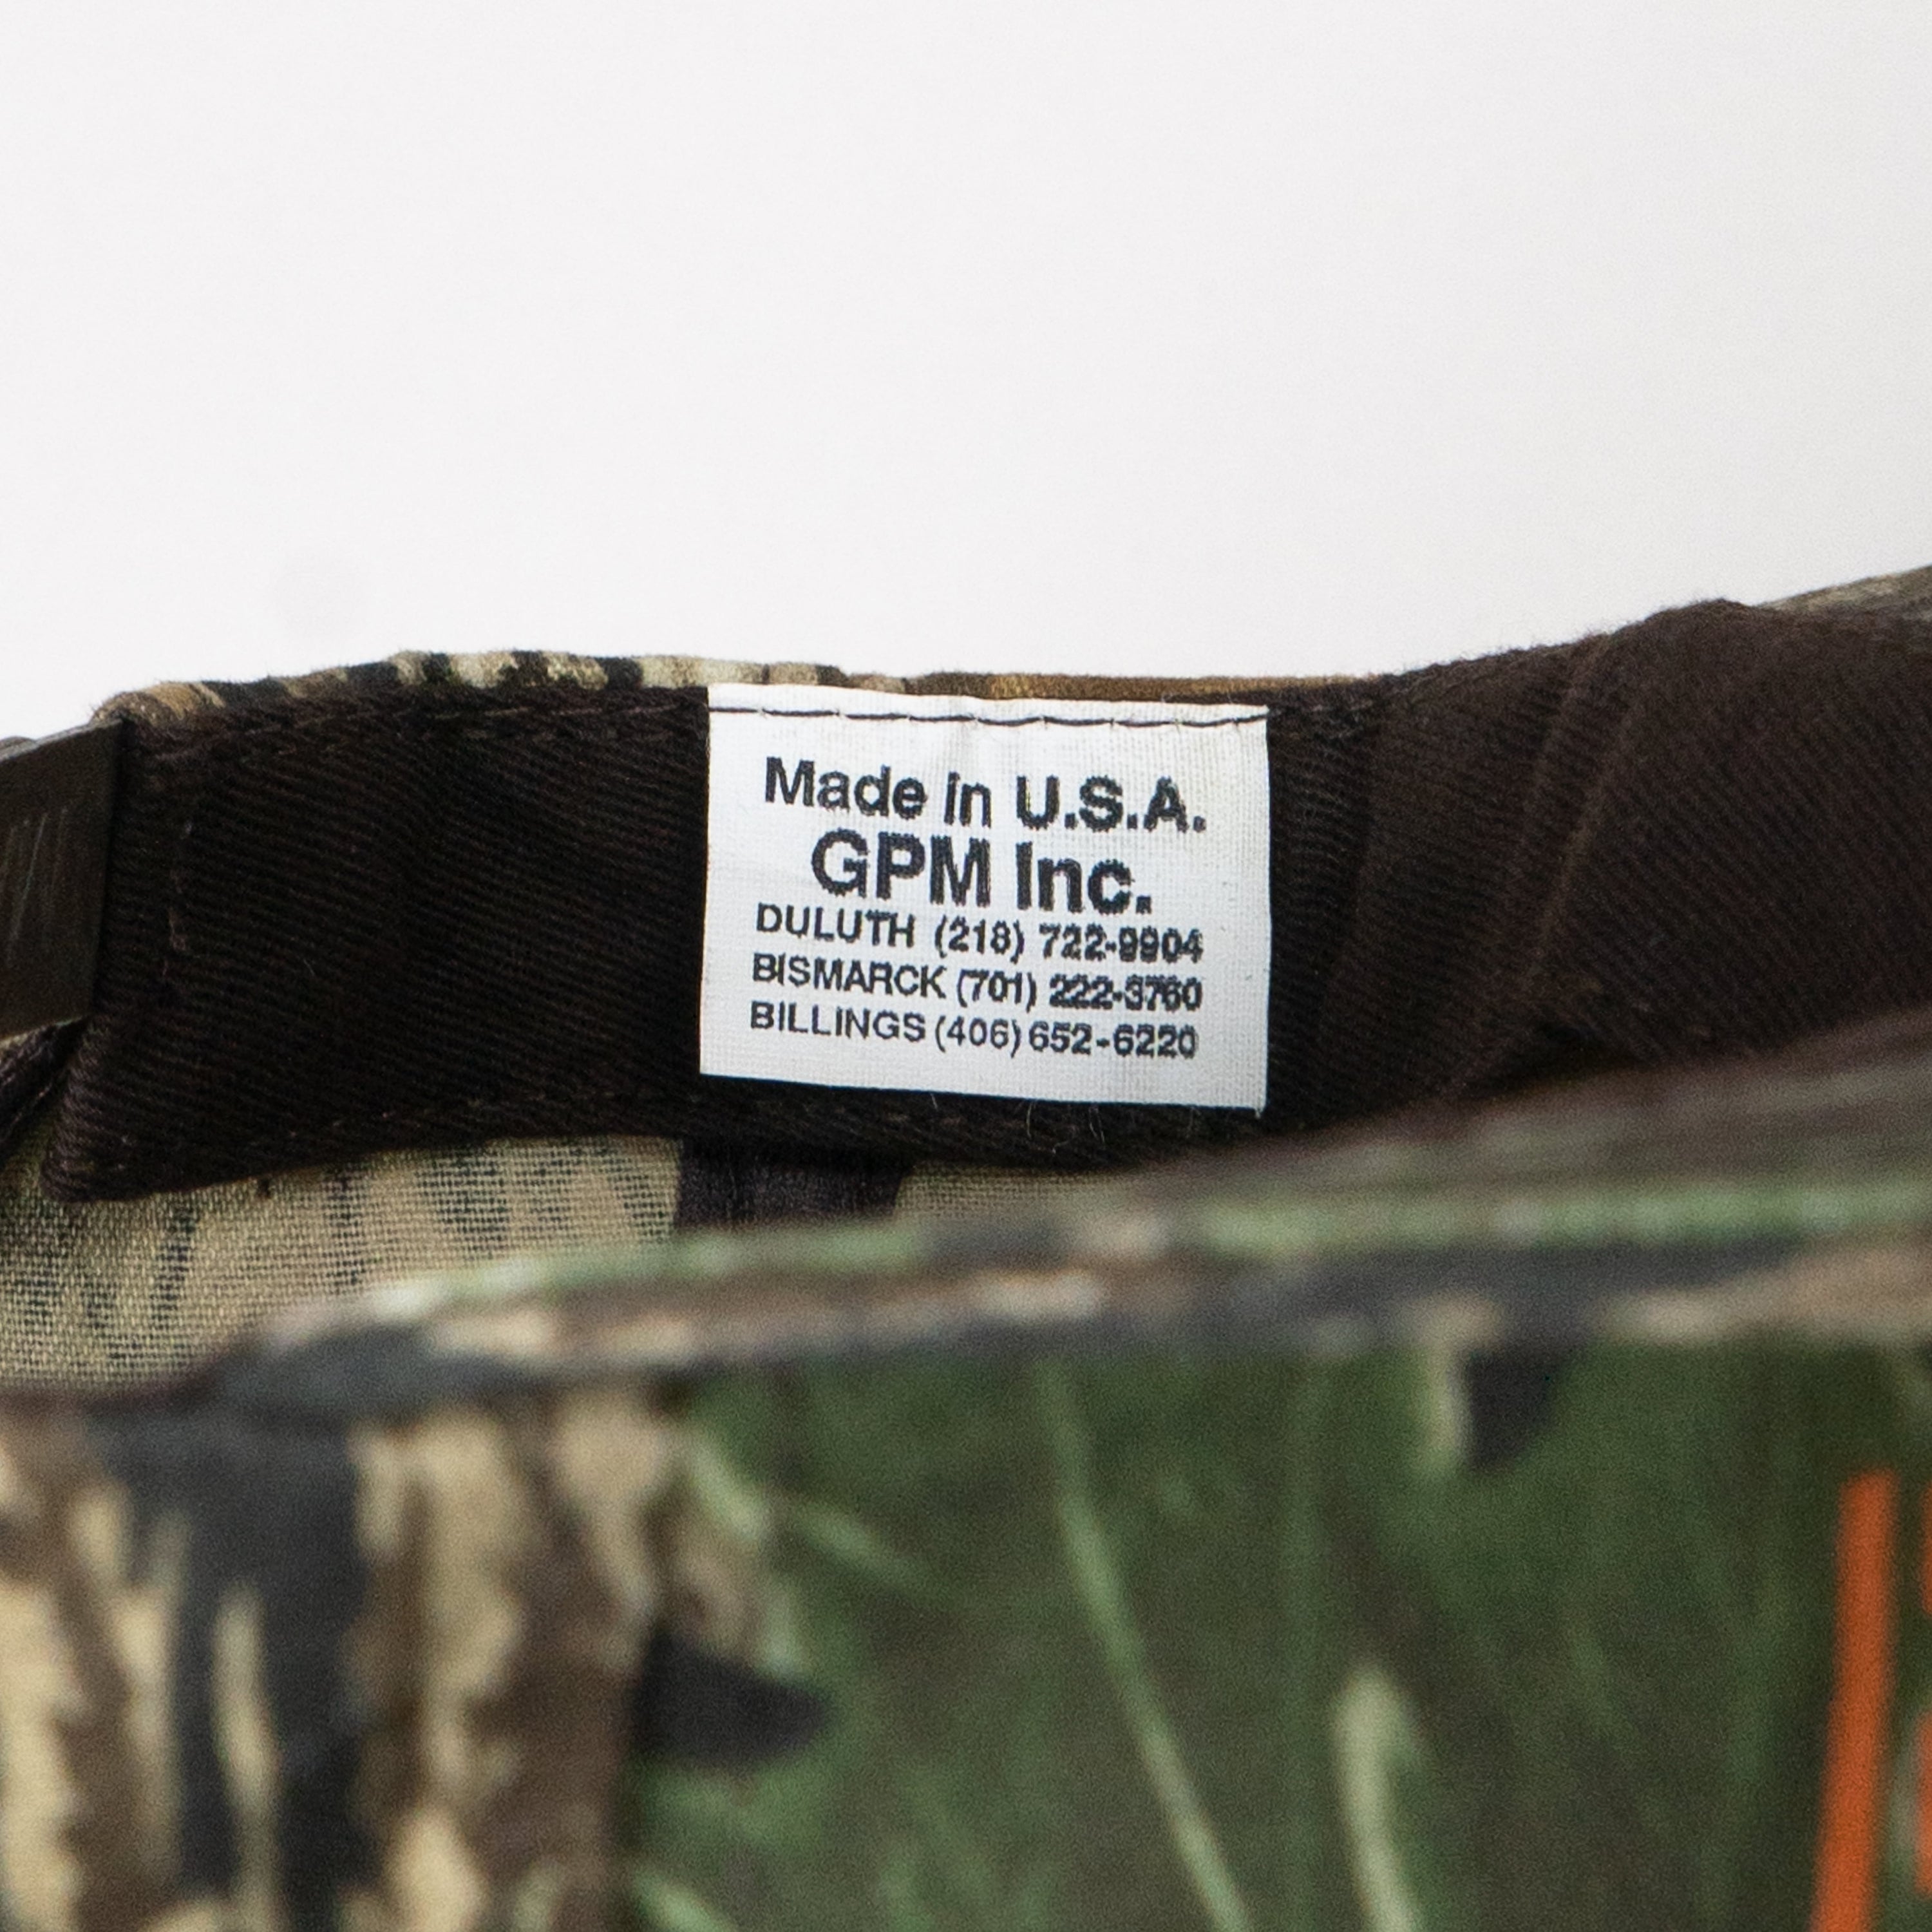 Made in U.S.A.
GPM Inc.
DULUTH (218) 722-9904
BISMARCK (701) 222-3760
BILLINGS (406) 652-6220